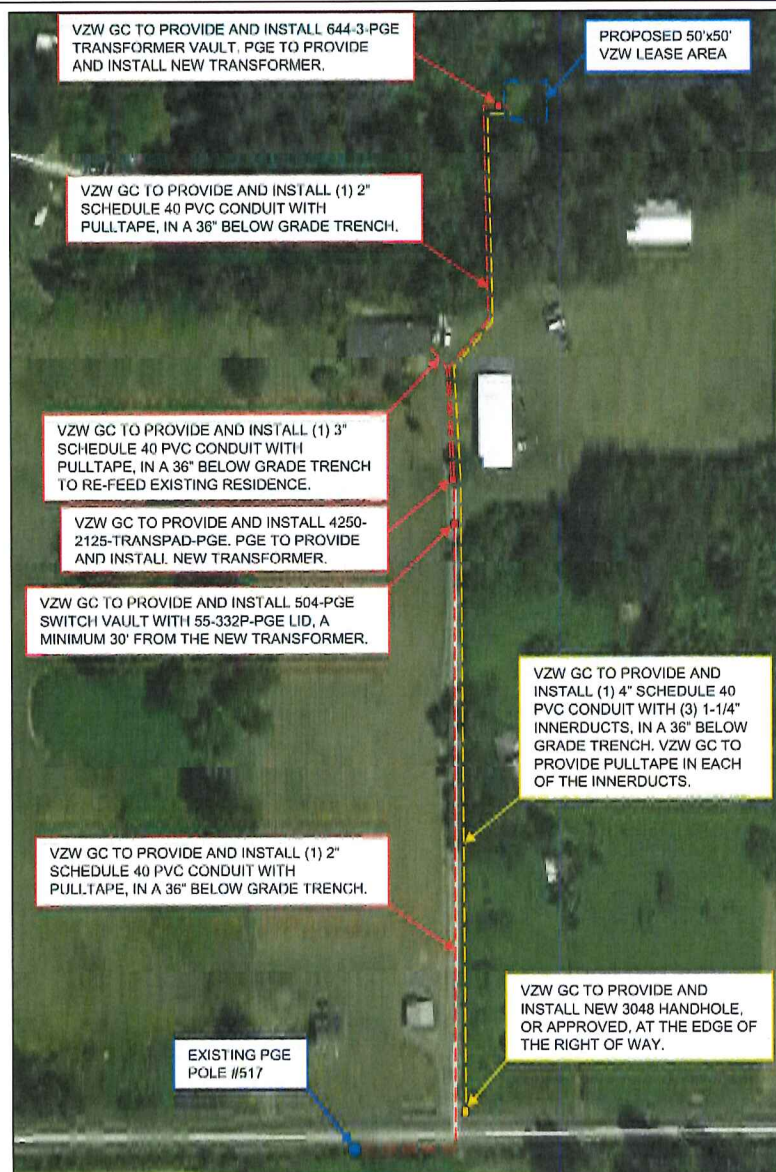 VZW GC TO PROVIDE AND INSTALL 644-3-PGE
TRANSFORMER VAULT. PGE TO PROVIDE
AND INSTALL NEW TRANSFORMER.
PROPOSED 50'x50'
VZW LEASE AREA
VZW GC TO PROVIDE AND INSTALL (1) 2"
SCHEDULE 40 PVC CONDUIT WITH
PULLTAPE, IN A 36" BELOW GRADE TRENCH.
VZW GC TO PROVIDE AND INSTALL (1) 3"
SCHEDULE 40 PVC CONDUIT WITH
PULLTAPE, IN A 36" BELOW GRADE TRENCH
TO RE-FEED EXISTING RESIDENCE.
VZW GC TO PROVIDE AND INSTALL 4250-
2125-TRANSPAD-PGE. PGE TO PROVIDE
AND INSTALL NEW TRANSFORMER.
VZW GC TO PROVIDE AND INSTALL 504-PGE
SWITCH VAULT WITH 55-332P-PGE LID, A
MINIMUM 30' FROM THE NEW TRANSFORMER.
VZW GC TO PROVIDE AND
INSTALL (1) 4" SCHEDULE 40
PVC CONDUIT WITH (3) 1-1/4"
INNERDUCTS, IN A 36" BELOW
GRADE TRENCH. VZW GC TO
PROVIDE PULLTAPE IN EACH
OF THE INNERDUCTS.
VZW GC TO PROVIDE AND INSTALL (1) 2"
SCHEDULE 40 PVC CONDUIT WITH
PULLTAPE, IN A 36" BELOW GRADE TRENCH.
VZW GC TO PROVIDE AND
INSTALL NEW 3048 HANDHOLE,
OR APPROVED, AT THE EDGE OF
THE RIGHT OF WAY.
EXISTING PGE
POLE #517